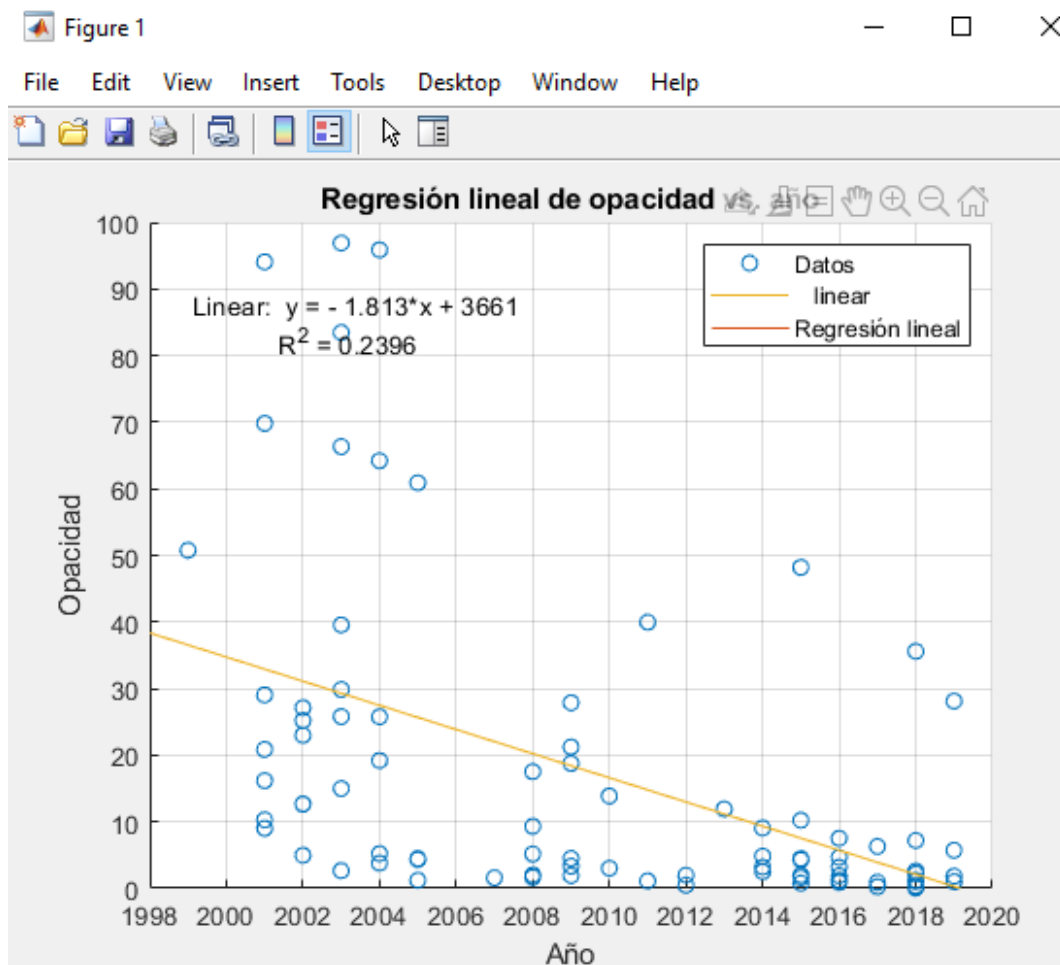 Figure 1
File Edit View Insert Tools Desktop Window Help
Regresión lineal de opacidad vs. año
100
90
80
70
60
50
40
30
20
10
0
Opacidad
Linear: y = - 1.813*x + 3661
R² = 0.2396
Datos
linear
Regresión lineal
1998 2000 2002 2004 2006 2008 2010 2012 2014 2016 2018 2020
Año